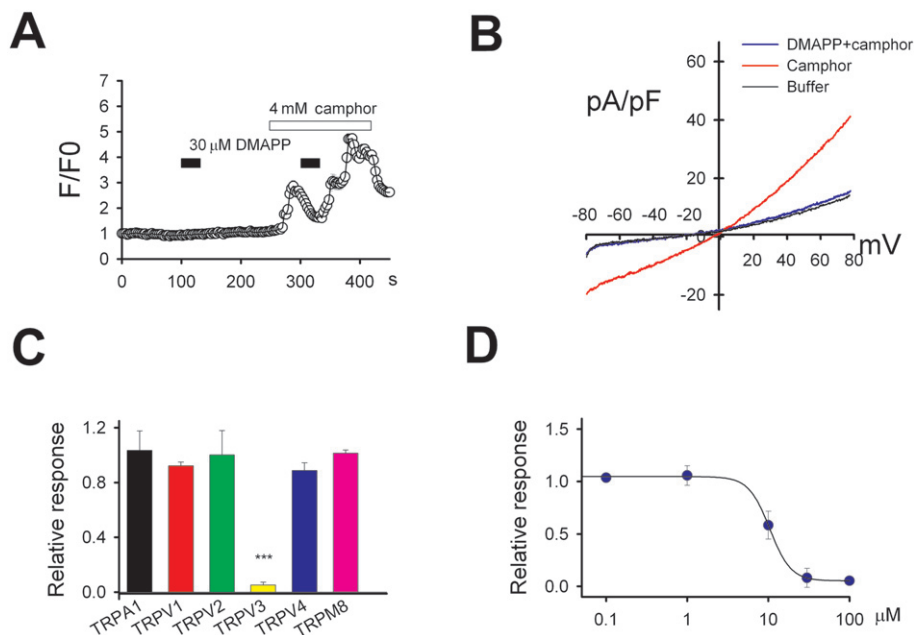 A
F/F0
7
6
5
4
3
2
1
0
4 mM camphor
30 μM DMAPP
0 100 200 300 400 s
B
DMAPP+camphor
Camphor
Buffer
pA/pF
60
40
20
-80 -60 -40 -20
0
20 40 60 80 mV
-20
C
Relative response
1.2
0.8
0.4
0.0
***
TRPA1 TRPV1 TRPV2 TRPV3 TRPV4 TRPM8
D
Relative response
1.5
1.0
0.5
0.0
0.1 1 10 100 μM